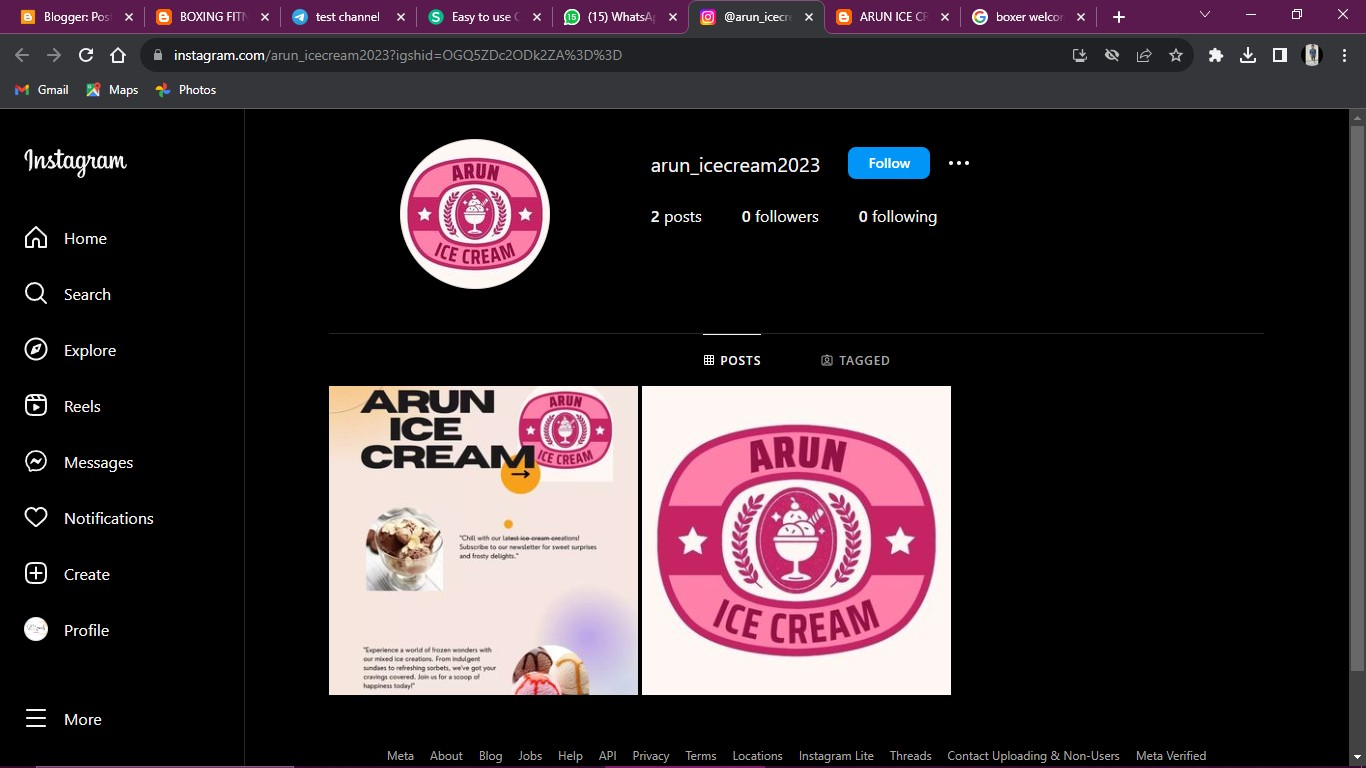 Blogger: Pos
BOXING FITN
test channel
Easy to use
(15) WhatsA
@arun_icecre
ARUN ICE CR
boxer welcor
instagram.com/arun_icecream2023?igshid=OGQ5ZDc2ODk2ZA%3D%3D
Gmail
Maps
Photos
Instagram
Home
Search
Explore
Reels
Messages
Notifications
Create
Profile
More
ARUN
ICE CREAM
arun_icecream2023
Follow
2 posts
0 followers
0 following
POSTS
TAGGED
ARUN
ICE
CREAM
ARUN
ICE CREAM
"Chill with our latest ice cream creations!
Subscribe to our newsletter for sweet surprises
and frosty delights."
"Experience a world of frozen wonders with
our mixed ice creations. From indulgent
sundaes to refreshing sorbets, we've got your
cravings covered. Join us for a scoop of
happiness today!"
ARUN
ICE CREAM
Meta
About
Blog
Jobs
Help
API
Privacy
Terms
Locations
Instagram Lite
Threads
Contact Uploading & Non-Users
Meta Verified